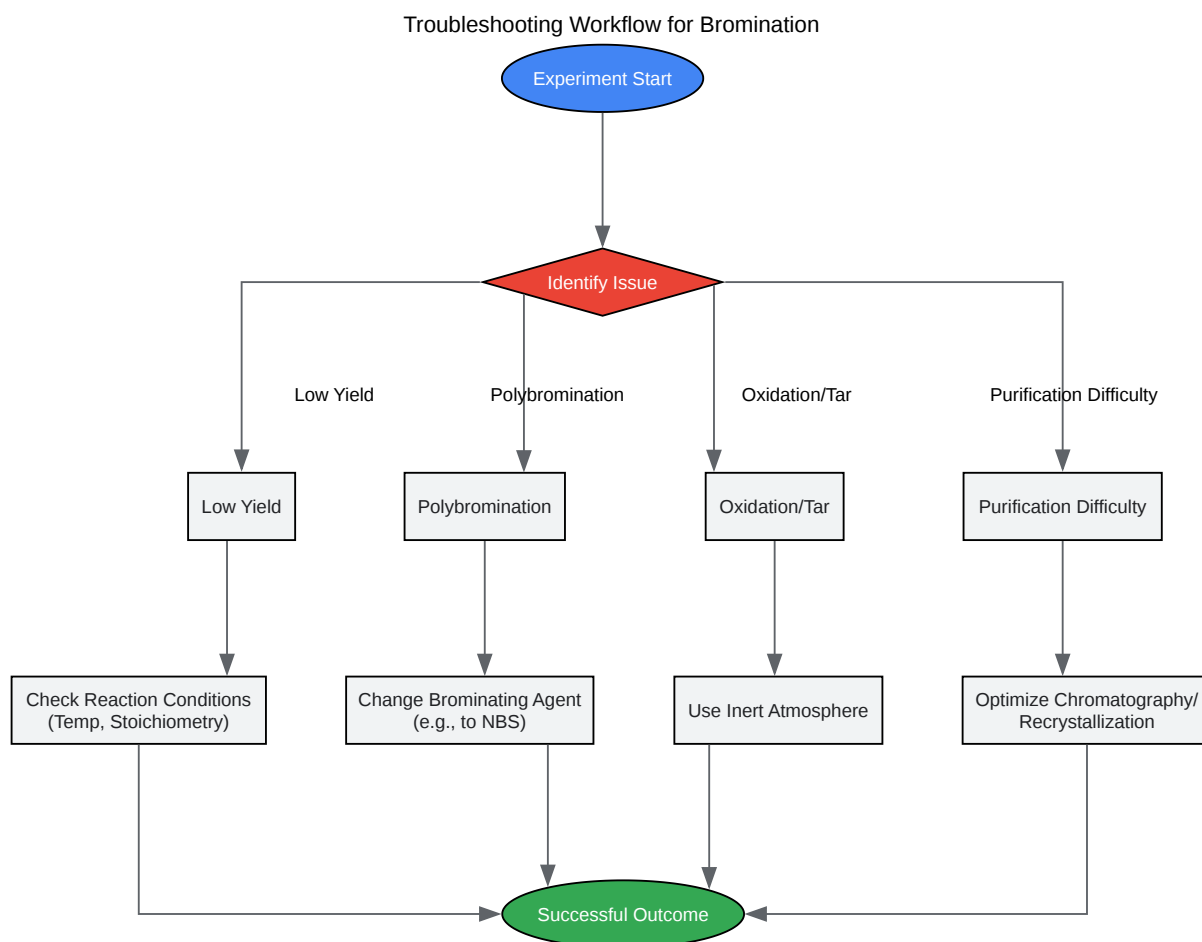 Troubleshooting Workflow for Bromination
Experiment Start
Identify Issue
Low Yield
Polybromination
Oxidation/Tar
Purification Difficulty
Low Yield
Polybromination
Oxidation/Tar
Purification Difficulty
Check Reaction Conditions
(Temp, Stoichiometry)
Change Brominating Agent
(e.g., to NBS)
Use Inert Atmosphere
Optimize Chromatography/
Recrystallization
Successful Outcome